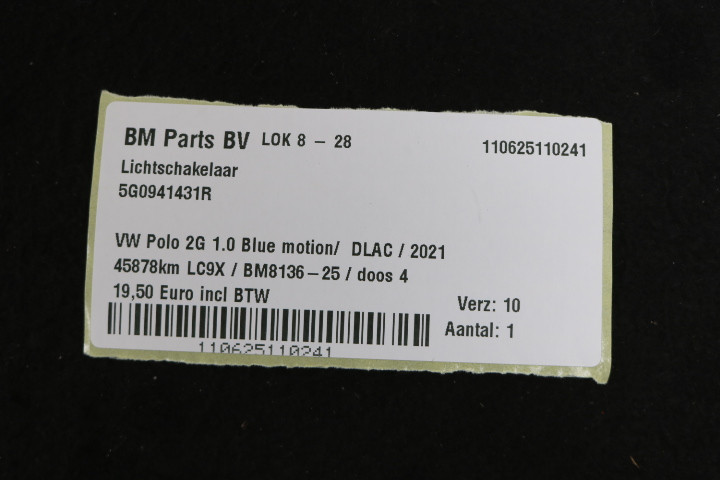 BM Parts BV LOK 8 – 28 110625110241
Lichtschakelaar
5G0941431R
VW Polo 2G 1.0 Blue motion/ DLAC / 2021
45878km LC9X / BM8136–25 / doos 4
19,50 Euro incl BTW
Verz: 10
Aantal: 1
110625110241